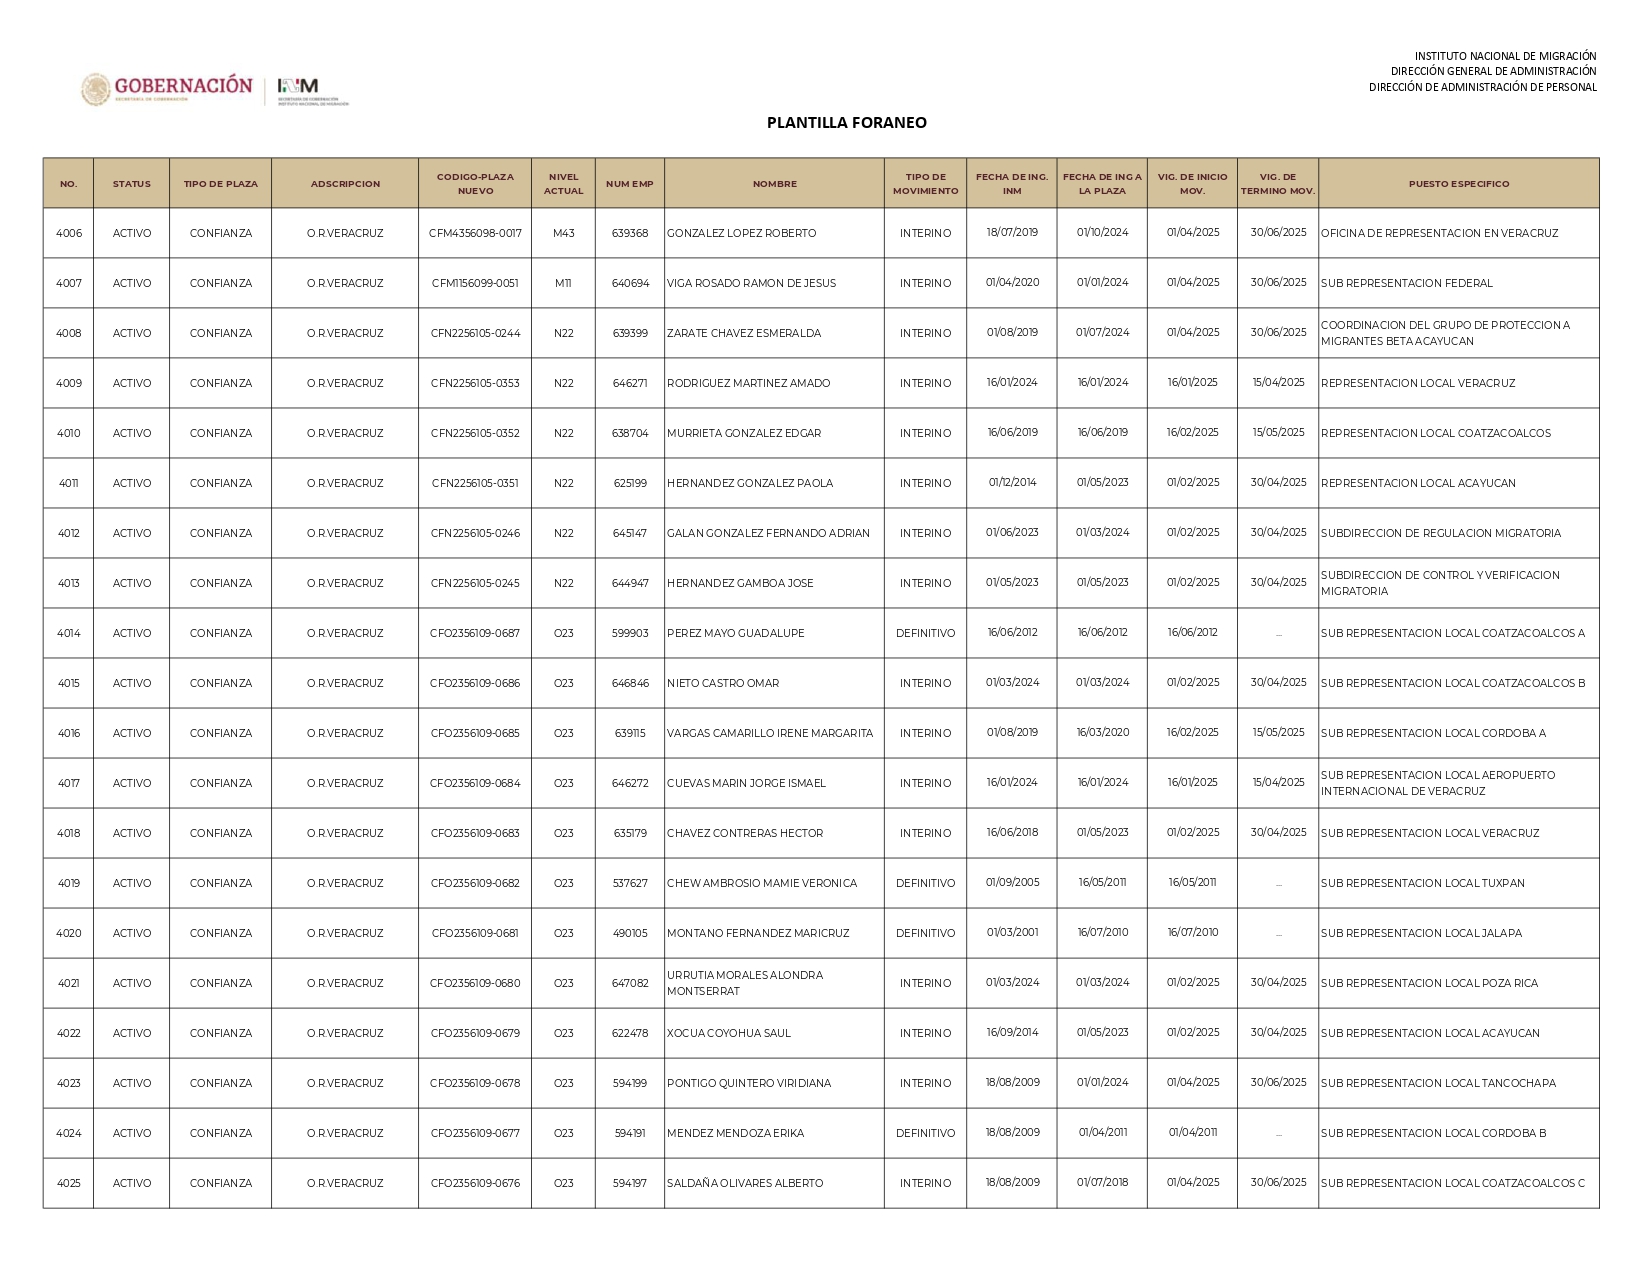 INSTITUTO NACIONAL DE MIGRACIÓN
DIRECCIÓN GENERAL DE ADMINISTRACIÓN
DIRECCIÓN DE ADMINISTRACIÓN DE PERSONAL
GOBERNACIÓN
SECRETARÍA DE GOBERNACIÓN
INM
SECRETARÍA DE GOBERNACIÓN
INSTITUTO NACIONAL DE MIGRACIÓN
PLANTILLA FORANEO
NO. STATUS TIPO DE PLAZA ADSCRIPCION CODIGO-PLAZA NUEVO NIVEL ACTUAL NUM EMP NOMBRE TIPO DE MOVIMIENTO FECHA DE ING. INM FECHA DE ING A LA PLAZA VIG. DE INICIO MOV. VIG. DE TERMINO MOV. PUESTO ESPECIFICO
4006 ACTIVO CONFIANZA O.R.VERACRUZ CFM4356098-0017 M43 639368 GONZALEZ LOPEZ ROBERTO INTERINO 18/07/2019 01/10/2024 01/04/2025 30/06/2025 OFICINA DE REPRESENTACION EN VERACRUZ
4007 ACTIVO CONFIANZA O.R.VERACRUZ CFM1156099-0051 M11 640694 VIGA ROSADO RAMON DE JESUS INTERINO 01/04/2020 01/01/2024 01/04/2025 30/06/2025 SUB REPRESENTACION FEDERAL
4008 ACTIVO CONFIANZA O.R.VERACRUZ CFN2256105-0244 N22 639399 ZARATE CHAVEZ ESMERALDA INTERINO 01/08/2019 01/07/2024 01/04/2025 30/06/2025 COORDINACION DEL GRUPO DE PROTECCION A MIGRANTES BETA ACAYUCAN
4009 ACTIVO CONFIANZA O.R.VERACRUZ CFN2256105-0353 N22 646271 RODRIGUEZ MARTINEZ AMADO INTERINO 16/01/2024 16/01/2024 16/01/2025 15/04/2025 REPRESENTACION LOCAL VERACRUZ
4010 ACTIVO CONFIANZA O.R.VERACRUZ CFN2256105-0352 N22 638704 MURRIETA GONZALEZ EDGAR INTERINO 16/06/2019 16/06/2019 16/02/2025 15/05/2025 REPRESENTACION LOCAL COATZACOALCOS
4011 ACTIVO CONFIANZA O.R.VERACRUZ CFN2256105-0351 N22 625199 HERNANDEZ GONZALEZ PAOLA INTERINO 01/12/2014 01/05/2023 01/02/2025 30/04/2025 REPRESENTACION LOCAL ACAYUCAN
4012 ACTIVO CONFIANZA O.R.VERACRUZ CFN2256105-0246 N22 645147 GALAN GONZALEZ FERNANDO ADRIAN INTERINO 01/06/2023 01/03/2024 01/02/2025 30/04/2025 SUBDIRECCION DE REGULACION MIGRATORIA
4013 ACTIVO CONFIANZA O.R.VERACRUZ CFN2256105-0245 N22 644947 HERNANDEZ GAMBOA JOSE INTERINO 01/05/2023 01/05/2023 01/02/2025 30/04/2025 SUBDIRECCION DE CONTROL Y VERIFICACION MIGRATORIA
4014 ACTIVO CONFIANZA O.R.VERACRUZ CFO2356109-0687 O23 599903 PEREZ MAYO GUADALUPE DEFINITIVO 16/06/2012 16/06/2012 16/06/2012 ... SUB REPRESENTACION LOCAL COATZACOALCOS A
4015 ACTIVO CONFIANZA O.R.VERACRUZ CFO2356109-0686 O23 646846 NIETO CASTRO OMAR INTERINO 01/03/2024 01/03/2024 01/02/2025 30/04/2025 SUB REPRESENTACION LOCAL COATZACOALCOS B
4016 ACTIVO CONFIANZA O.R.VERACRUZ CFO2356109-0685 O23 639115 VARGAS CAMARILLO IRENE MARGARITA INTERINO 01/08/2019 16/03/2020 16/02/2025 15/05/2025 SUB REPRESENTACION LOCAL CORDOBA A
4017 ACTIVO CONFIANZA O.R.VERACRUZ CFO2356109-0684 O23 646272 CUEVAS MARIN JORGE ISMAEL INTERINO 16/01/2024 16/01/2024 16/01/2025 15/04/2025 SUB REPRESENTACION LOCAL AEROPUERTO INTERNACIONAL DE VERACRUZ
4018 ACTIVO CONFIANZA O.R.VERACRUZ CFO2356109-0683 O23 635179 CHAVEZ CONTRERAS HECTOR INTERINO 16/06/2018 01/05/2023 01/02/2025 30/04/2025 SUB REPRESENTACION LOCAL VERACRUZ
4019 ACTIVO CONFIANZA O.R.VERACRUZ CFO2356109-0682 O23 537627 CHEW AMBROSIO MAMIE VERONICA DEFINITIVO 01/09/2005 16/05/2011 16/05/2011 ... SUB REPRESENTACION LOCAL TUXPAN
4020 ACTIVO CONFIANZA O.R.VERACRUZ CFO2356109-0681 O23 490105 MONTANO FERNANDEZ MARICRUZ DEFINITIVO 01/03/2001 16/07/2010 16/07/2010 ... SUB REPRESENTACION LOCAL JALAPA
4021 ACTIVO CONFIANZA O.R.VERACRUZ CFO2356109-0680 O23 647082 URRUTIA MORALES ALONDRA MONTSERRAT INTERINO 01/03/2024 01/03/2024 01/02/2025 30/04/2025 SUB REPRESENTACION LOCAL POZA RICA
4022 ACTIVO CONFIANZA O.R.VERACRUZ CFO2356109-0679 O23 622478 XOCUA COYOHUA SAUL INTERINO 16/09/2014 01/05/2023 01/02/2025 30/04/2025 SUB REPRESENTACION LOCAL ACAYUCAN
4023 ACTIVO CONFIANZA O.R.VERACRUZ CFO2356109-0678 O23 594199 PONTIGO QUINTERO VIRIDIANA INTERINO 18/08/2009 01/01/2024 01/04/2025 30/06/2025 SUB REPRESENTACION LOCAL TANCOCHAPA
4024 ACTIVO CONFIANZA O.R.VERACRUZ CFO2356109-0677 O23 594191 MENDEZ MENDOZA ERIKA DEFINITIVO 18/08/2009 01/04/2011 01/04/2011 ... SUB REPRESENTACION LOCAL CORDOBA B
4025 ACTIVO CONFIANZA O.R.VERACRUZ CFO2356109-0676 O23 594197 SALDAÑA OLIVARES ALBERTO INTERINO 18/08/2009 01/07/2018 01/04/2025 30/06/2025 SUB REPRESENTACION LOCAL COATZACOALCOS C